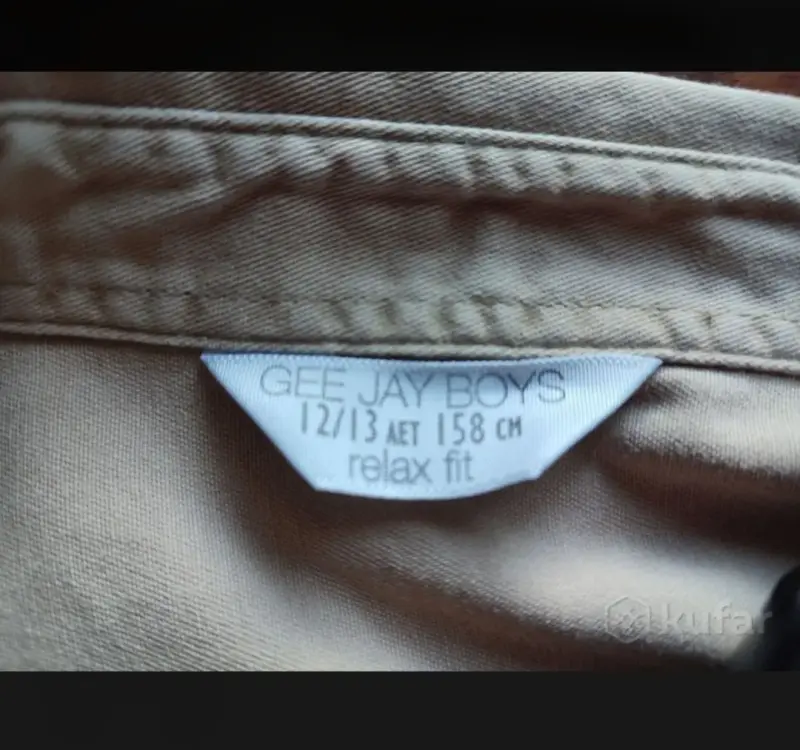 GEE JAY BOYS
12/13 ЛЕТ 158 СМ
relax fit
kufar